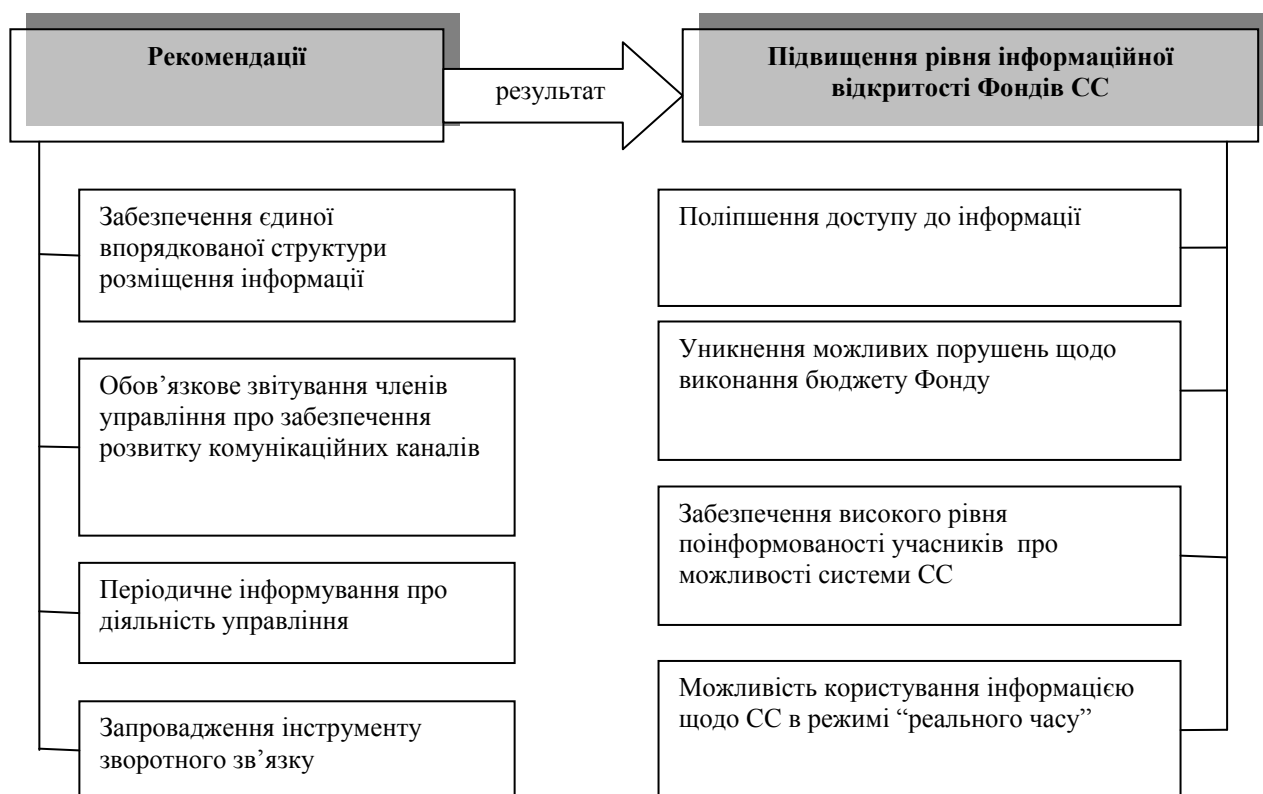 Рекомендації
результат
Підвищення рівня інформаційної
відкритості Фондів СС
Забезпечення єдиної
впорядкованої структури
розміщення інформації
Обов’язкове звітування членів
управління про забезпечення
розвитку комунікаційних каналів
Періодичне інформування про
діяльність управління
Запровадження інструменту
зворотного зв’язку
Поліпшення доступу до інформації
Уникнення можливих порушень щодо
виконання бюджету Фонду
Забезпечення високого рівня
поінформованості учасників про
можливості системи СС
Можливість користування інформацією
щодо СС в режимі “реального часу”